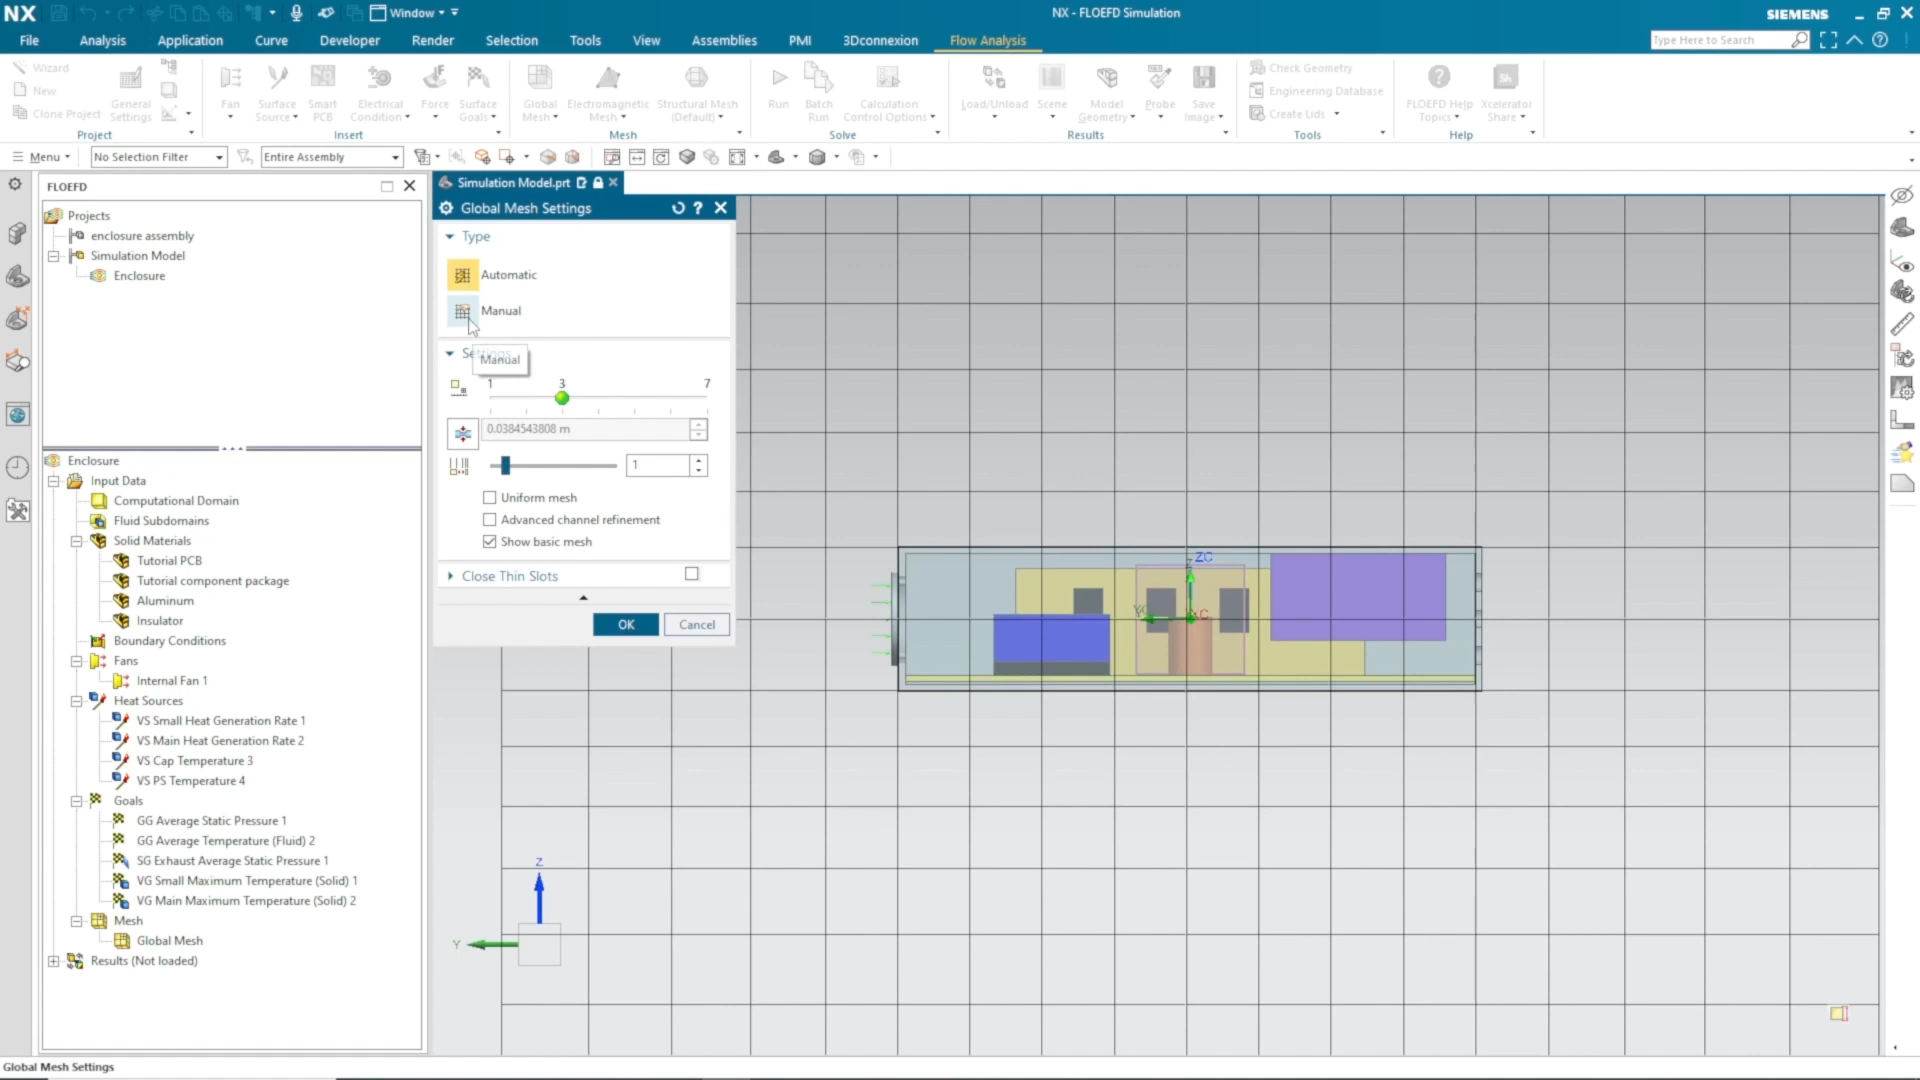 NX
Window
NX - FLOEFD Simulation
SIEMENS
File
Analysis
Application
Curve
Developer
Render
Selection
Tools
View
Assemblies
PMI
3Dconnexion
Flow Analysis
Type Here to Search
Wizard
New
Clone Project
General Settings
Project
Fan
Surface Source
Smart PCB
Electrical Condition
Force
Surface Goals
Insert
Global Mesh
Electromagnetic Mesh
Structural Mesh (Default)
Mesh
Run
Batch Run
Calculation Control Options
Solve
Load/Unload
Scene
Model Geometry
Probe
Save Image
Results
Check Geometry
Engineering Database
Create Lids
Tools
FLOEFD Help Topics
Sh
Xcelerator Share
Help
Menu
No Selection Filter
Entire Assembly
FLOEFD
Projects
enclosure assembly
Simulation Model
Enclosure
Enclosure
Input Data
Computational Domain
Fluid Subdomains
Solid Materials
Tutorial PCB
Tutorial component package
Aluminum
Insulator
Boundary Conditions
Fans
Internal Fan 1
Heat Sources
VS Small Heat Generation Rate 1
VS Main Heat Generation Rate 2
VS Cap Temperature 3
VS PS Temperature 4
Goals
GG Average Static Pressure 1
GG Average Temperature (Fluid) 2
SG Exhaust Average Static Pressure 1
VG Small Maximum Temperature (Solid) 1
VG Main Maximum Temperature (Solid) 2
Mesh
Global Mesh
Results (Not loaded)
Simulation Model.prt
Global Mesh Settings
Type
Automatic
Manual
Settings
Manual
1
3
7
0.0384543808 m
1
Uniform mesh
Advanced channel refinement
Show basic mesh
Close Thin Slots
OK
Cancel
ZC
YC
XC
Z
Y
Global Mesh Settings